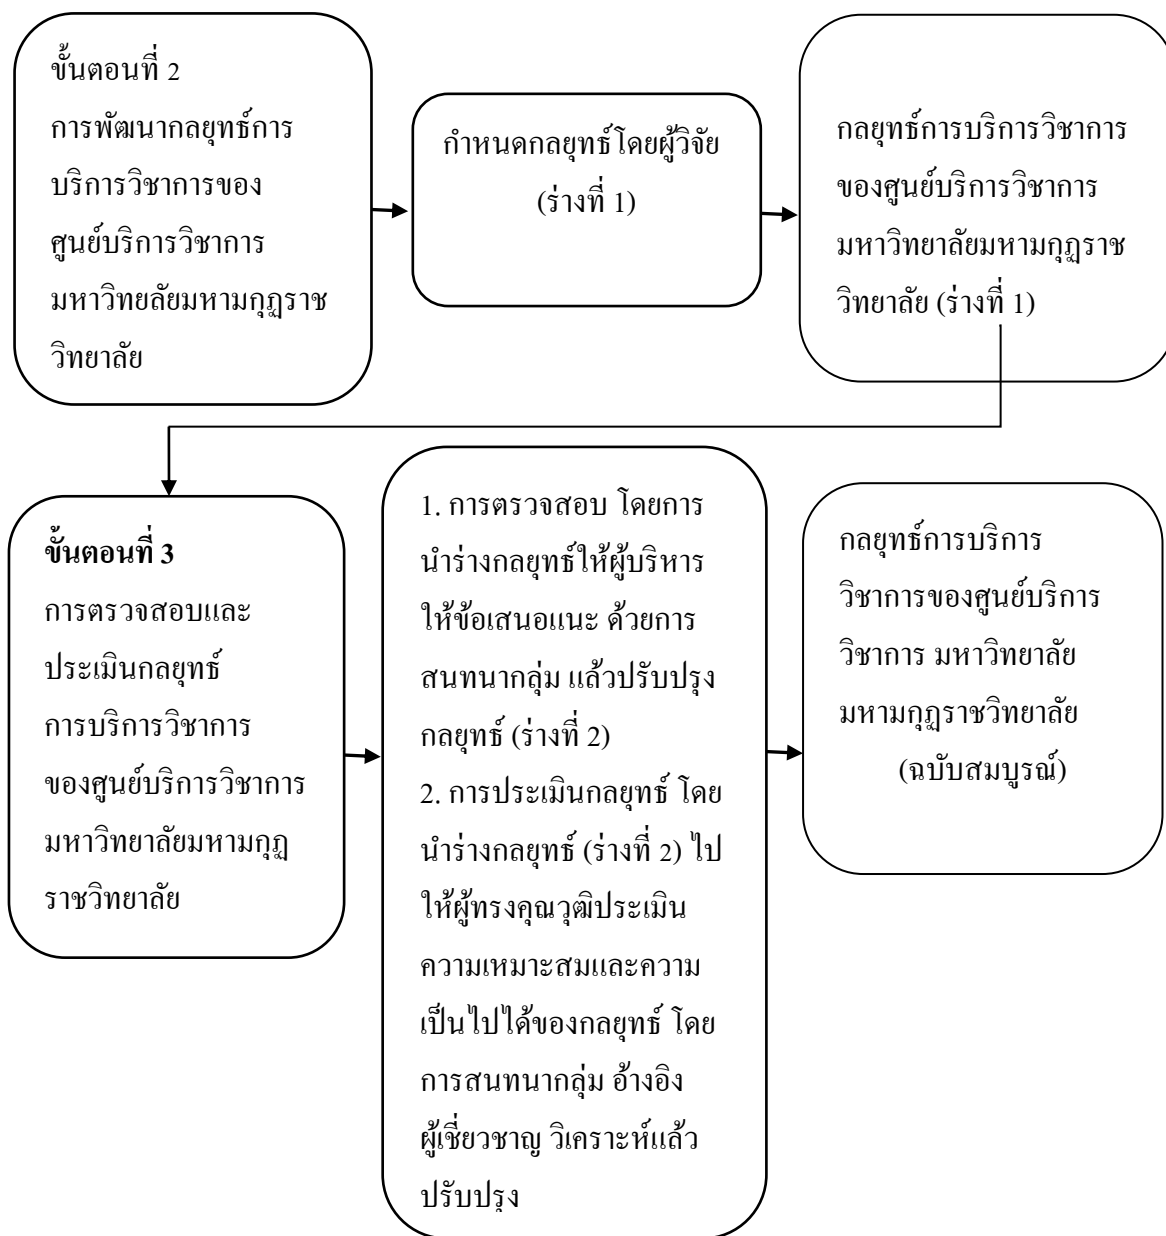 ขั้นตอนที่ 2
การพัฒนากลยุทธ์การ
บริการวิชาการของ
ศูนย์บริการวิชาการ
มหาวิทยลัยมหามกุฏราช
วิทยาลัย
กำหนดกลยุทธ์โดยผู้วิจัย
(ร่างที่ 1)
กลยุทธ์การบริการวิชาการ
ของศูนย์บริการวิชาการ
มหาวิทยาลัยมหามกุฏราช
วิทยาลัย (ร่างที่ 1)
ขั้นตอนที่ 3
การตรวจสอบและ
ประเมินกลยุทธ์
การบริการวิชาการ
ของศูนย์บริการวิชาการ
มหาวิทยาลัยมหามกุฏ
ราชวิทยาลัย
1. การตรวจสอบ โดยการ
นำร่างกลยุทธ์ให้ผู้บริหาร
ให้ข้อเสนอแนะ ด้วยการ
สนทนากลุ่ม แล้วปรับปรุง
กลยุทธ์ (ร่างที่ 2)
2. การประเมินกลยุทธ์ โดย
นำร่างกลยุทธ์ (ร่างที่ 2) ไป
ให้ผู้ทรงคุณวุฒิประเมิน
ความเหมาะสมและความ
เป็นไปได้ของกลยุทธ์ โดย
การสนทนากลุ่ม อ้างอิง
ผู้เชี่ยวชาญ วิเคราะห์แล้ว
ปรับปรุง
กลยุทธ์การบริการ
วิชาการของศูนย์บริการ
วิชาการ มหาวิทยาลัย
มหามกุฏราชวิทยาลัย
(ฉบับสมบูรณ์)